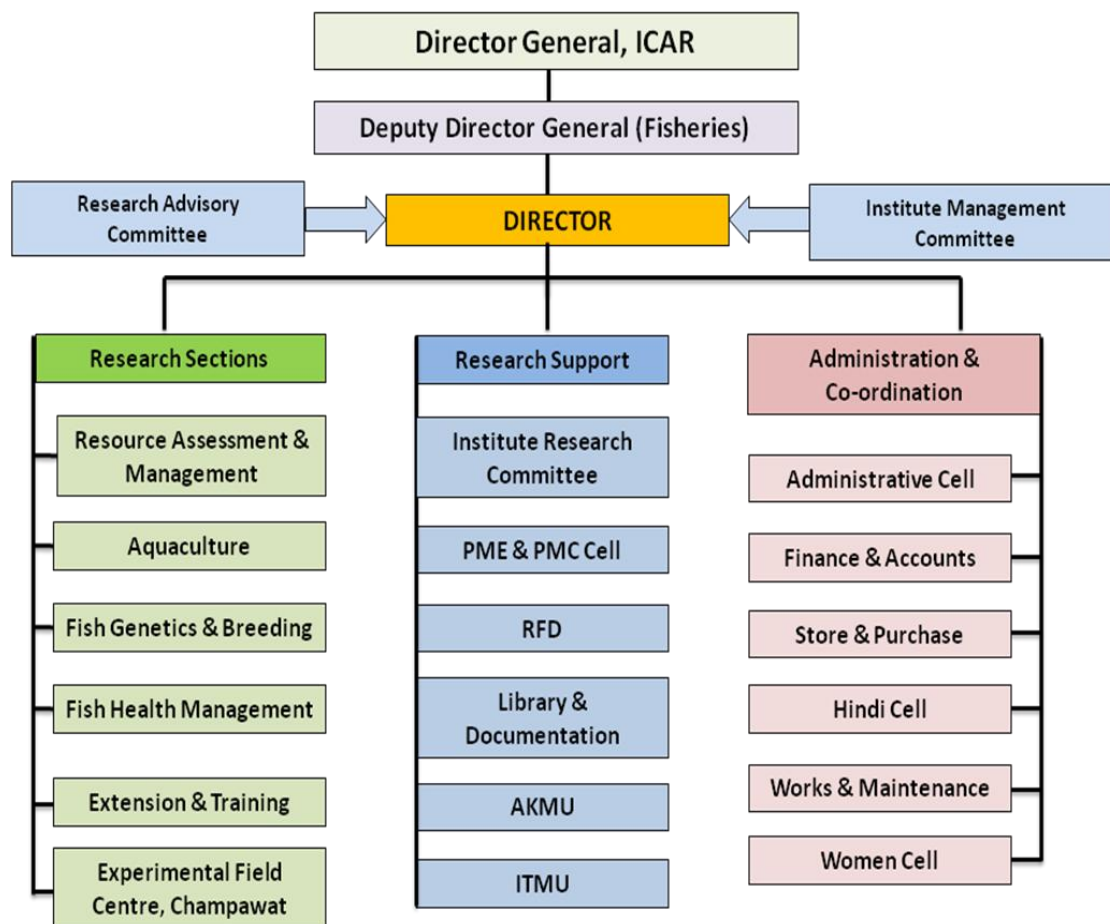 Director General, ICAR
Deputy Director General (Fisheries)
Research Advisory
Committee
DIRECTOR
Institute Management
Committee
Research Sections
Resource Assessment &
Management
Aquaculture
Fish Genetics & Breeding
Fish Health Management
Extension & Training
Experimental Field
Centre, Champawat
Research Support
Institute Research
Committee
PME & PMC Cell
RFD
Library &
Documentation
AKMU
ITMU
Administration &
Co-ordination
Administrative Cell
Finance & Accounts
Store & Purchase
Hindi Cell
Works & Maintenance
Women Cell